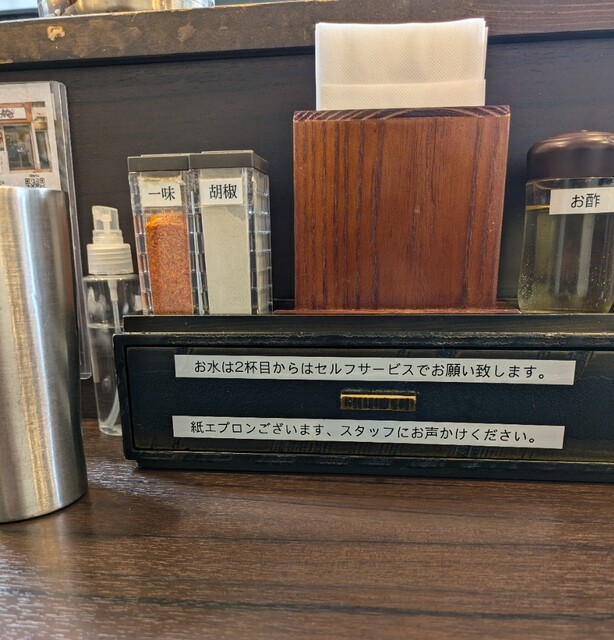 一味
胡椒
お酢
お水は2杯目からはセルフサービスでお願い致します。
紙エプロンございます、スタッフにお声かけください。